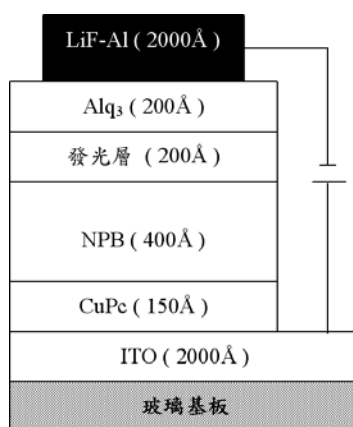 LiF-Al ( 2000Å )
Alq₃ ( 200Å )
發光層 ( 200Å )
NPB ( 400Å )
CuPc ( 150Å )
ITO ( 2000Å )
玻璃基板